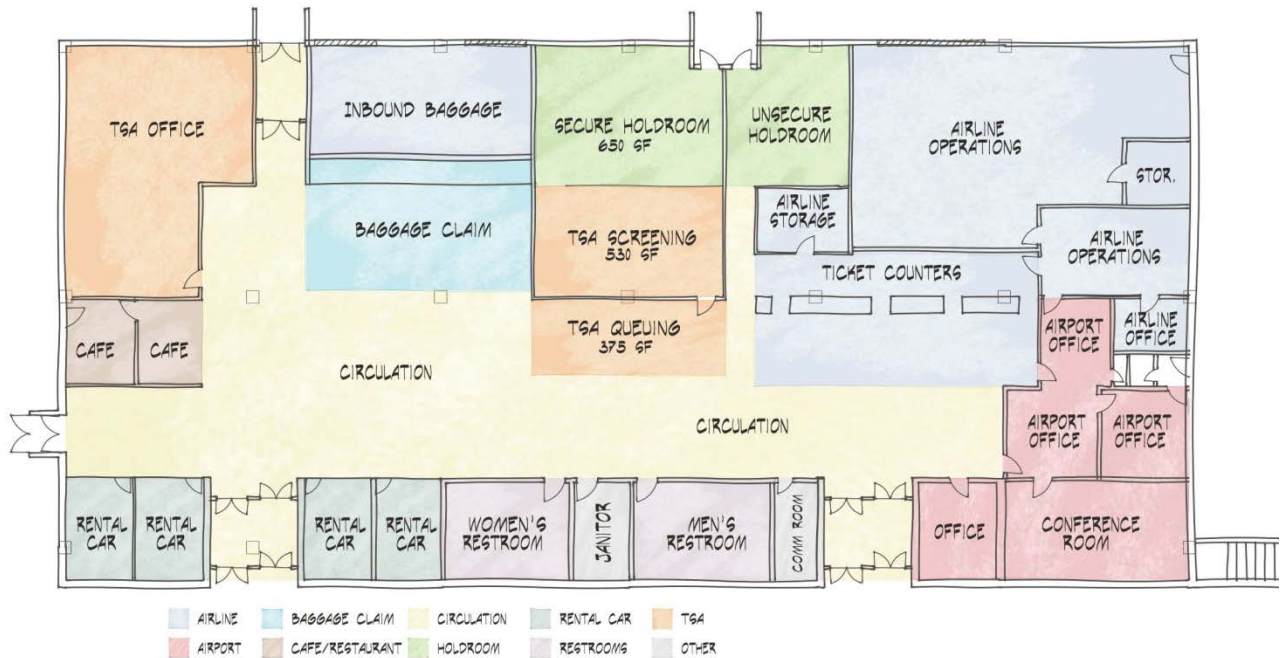 TSA OFFICE
INBOUND BAGGAGE
SECURE HOLDROOM
650 SF
UNSECURE
HOLDROOM
AIRLINE
OPERATIONS
STOR.
BAGGAGE CLAIM
TSA SCREENING
530 SF
AIRLINE
STORAGE
AIRLINE
OPERATIONS
TICKET COUNTERS
CAFE
CAFE
TSA QUEUING
375 SF
AIRPORT
OFFICE
AIRLINE
OFFICE
CIRCULATION
CIRCULATION
AIRPORT
OFFICE
AIRPORT
OFFICE
RENTAL
CAR
RENTAL
CAR
RENTAL
CAR
RENTAL
CAR
WOMEN'S
RESTROOM
JANITOR
MEN'S
RESTROOM
COMM ROOM
OFFICE
CONFERENCE
ROOM
AIRLINE
BAGGAGE CLAIM
CIRCULATION
RENTAL CAR
TSA
AIRPORT
CAFE/RESTAURANT
HOLDROOM
RESTROOMS
OTHER